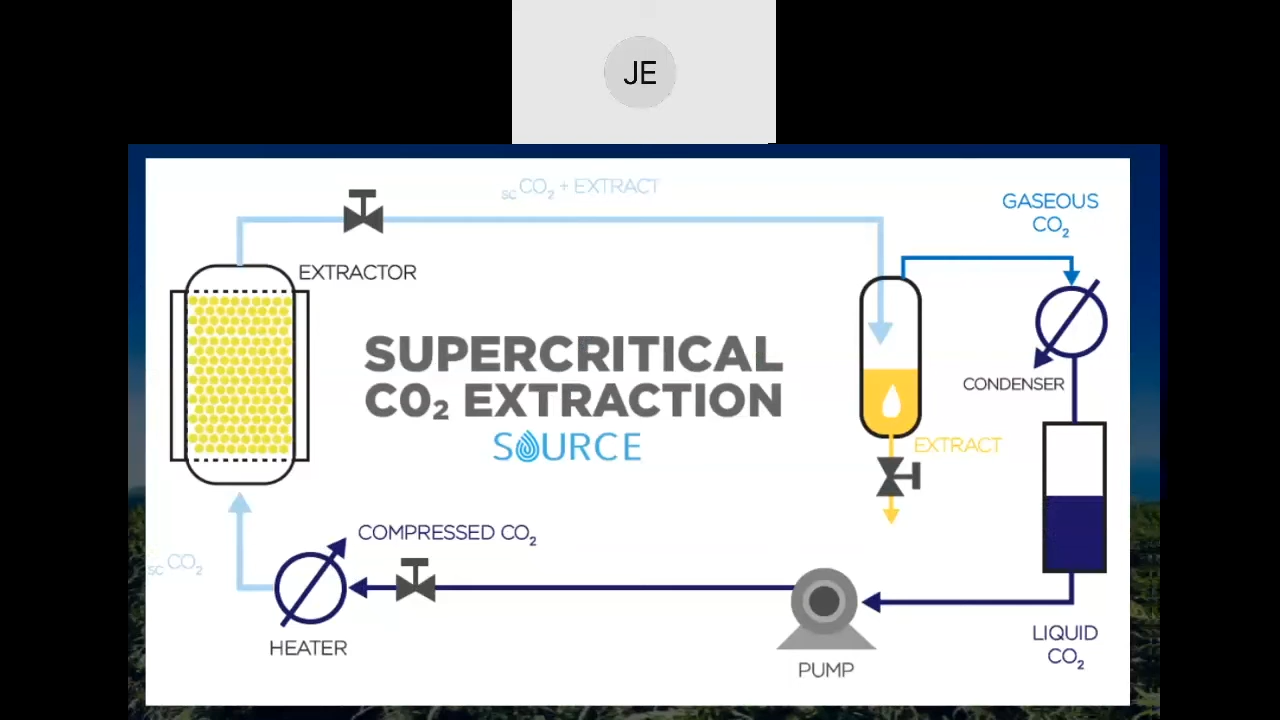 JE
scCO2 + EXTRACT
GASEOUS
CO2
EXTRACTOR
SUPERCRITICAL
CO2 EXTRACTION
SOURCE
CONDENSER
EXTRACT
COMPRESSED CO2
scCO2
HEATER
PUMP
LIQUID
CO2